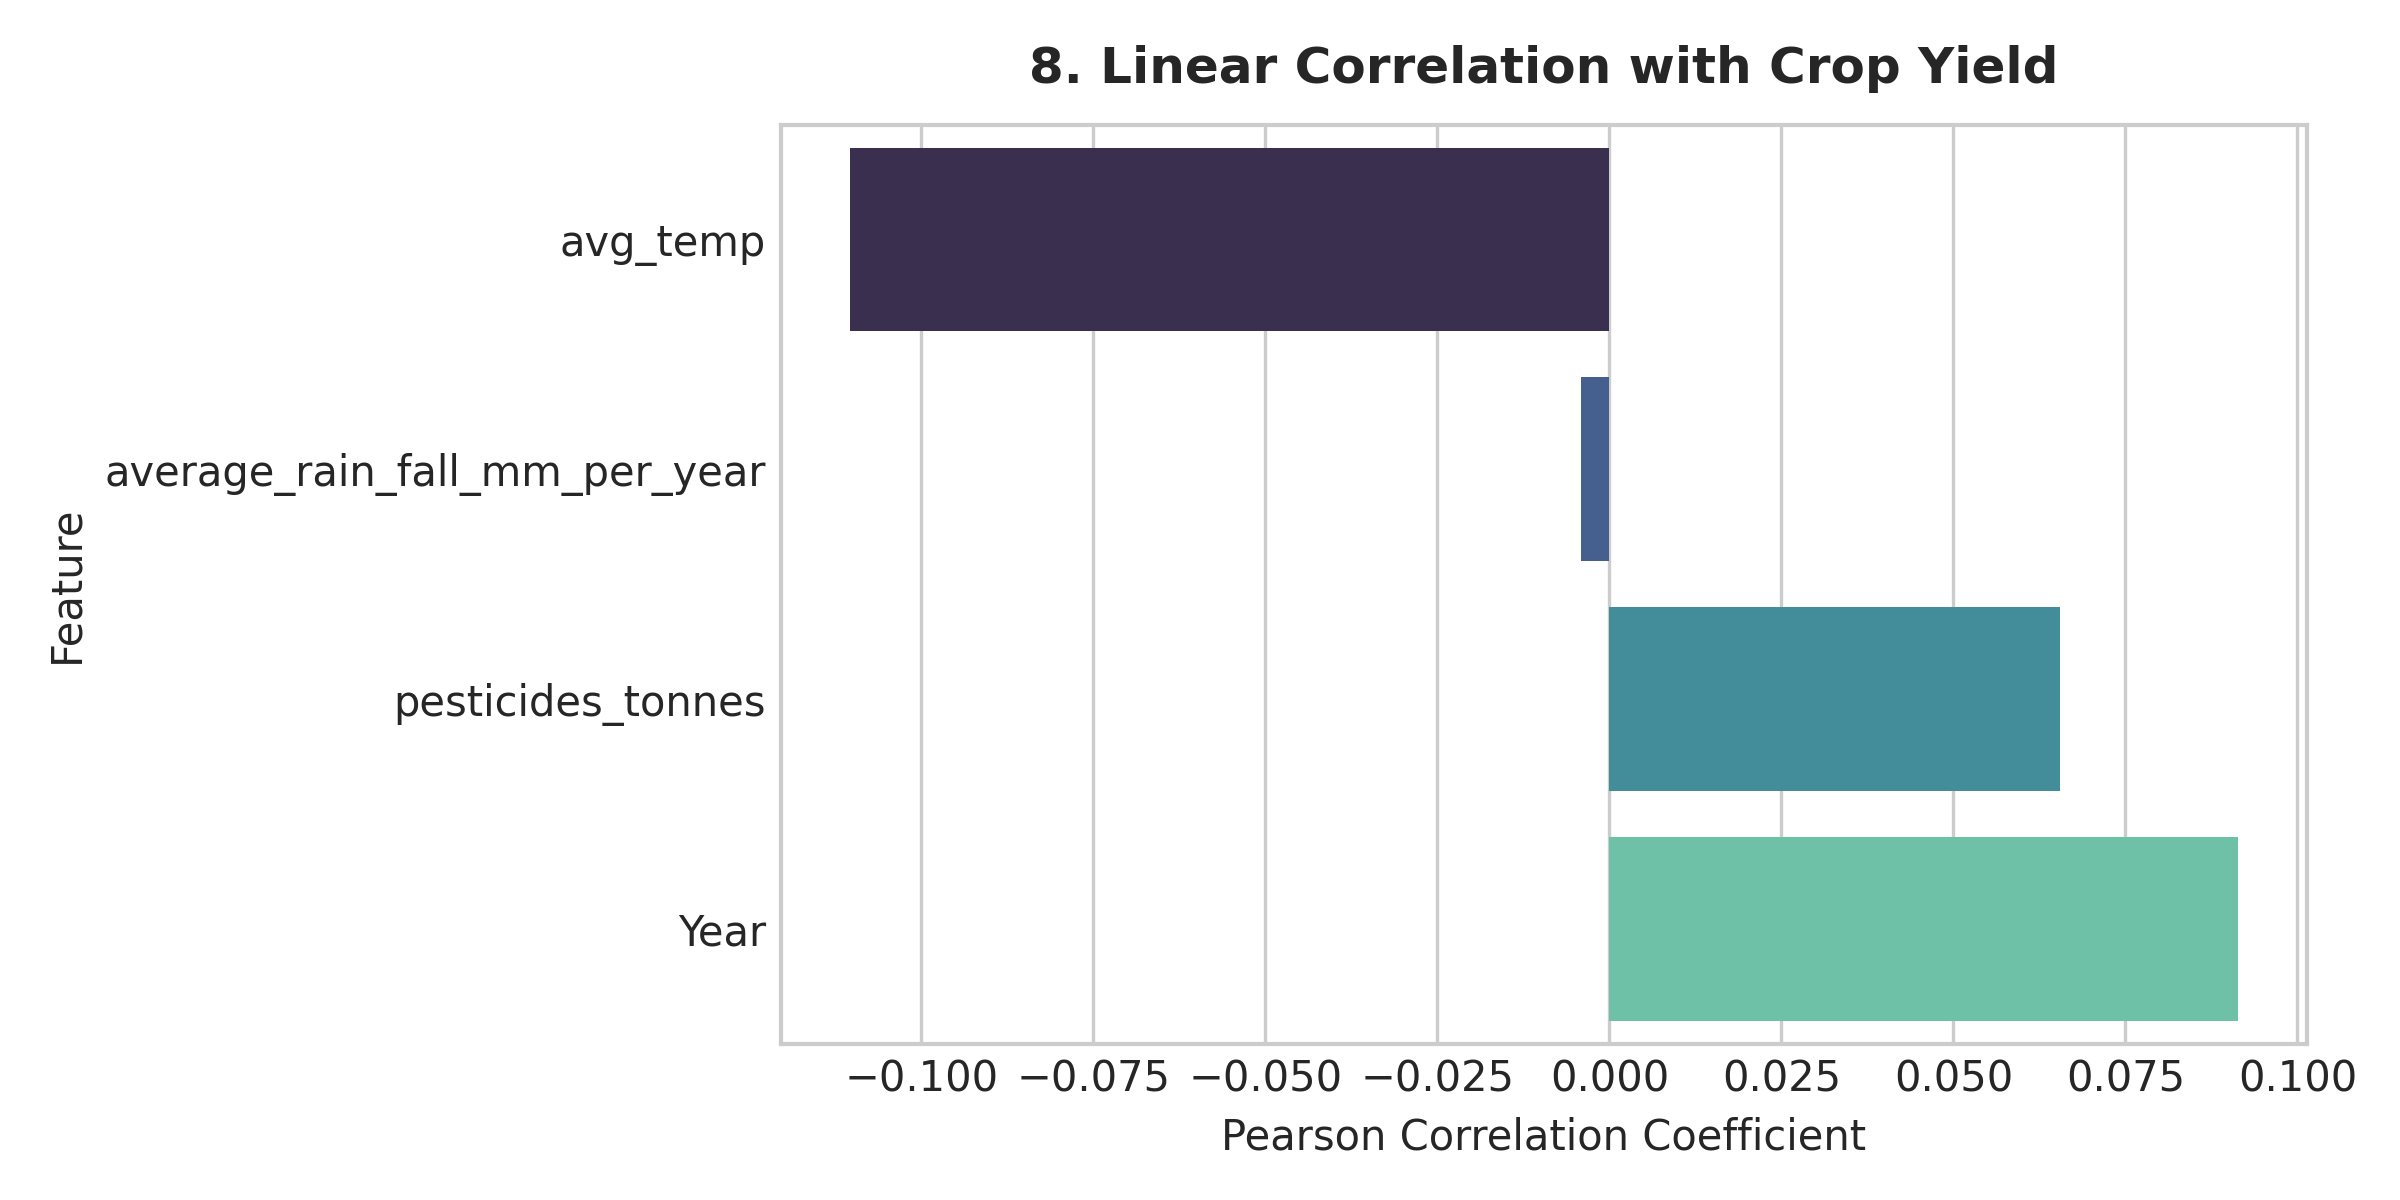 8. Linear Correlation with Crop Yield
Feature
avg_temp
average_rain_fall_mm_per_year
pesticides_tonnes
Year
−0.100 −0.075 −0.050 −0.025 0.000 0.025 0.050 0.075 0.100
Pearson Correlation Coefficient